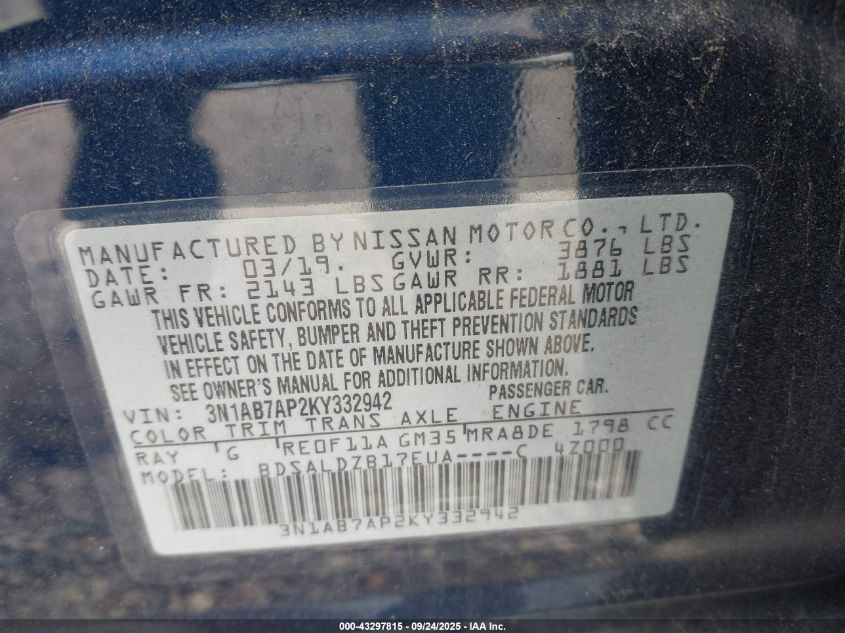 MANUFACTURED BY NISSAN MOTOR CO., LTD.
DATE: 03/19. GVWR: 3876 LBS
GAWR FR: 2143 LBS GAWR RR: 1881 LBS
THIS VEHICLE CONFORMS TO ALL APPLICABLE FEDERAL MOTOR
VEHICLE SAFETY, BUMPER AND THEFT PREVENTION STANDARDS
IN EFFECT ON THE DATE OF MANUFACTURE SHOWN ABOVE.
SEE OWNER'S MANUAL FOR ADDITIONAL INFORMATION.
VIN: 3N1AB7AP2KY332942 PASSENGER CAR.
COLOR TRIM TRANS AXLE ENGINE
RAY G RE0F11A GM35 MRA8DE 1798 CC
MODEL: BDSALDZB17EUA----C 4Z000
3N1AB7AP2KY332942
000-43297815 - 09/24/2025 - IAA Inc.